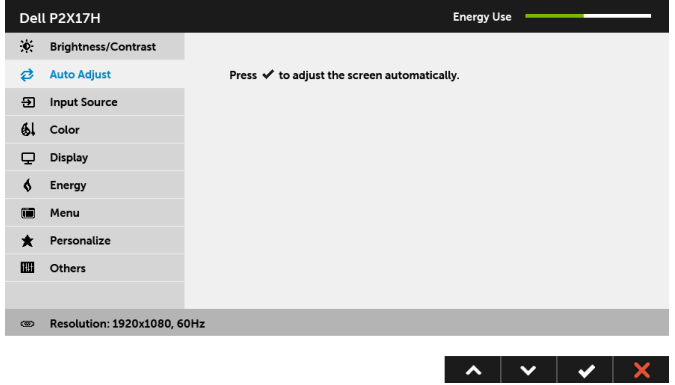 Dell P2X17H
Energy Use
Brightness/Contrast
Auto Adjust
Press ✓ to adjust the screen automatically.
Input Source
Color
Display
Energy
Menu
Personalize
Others
Resolution: 1920x1080, 60Hz